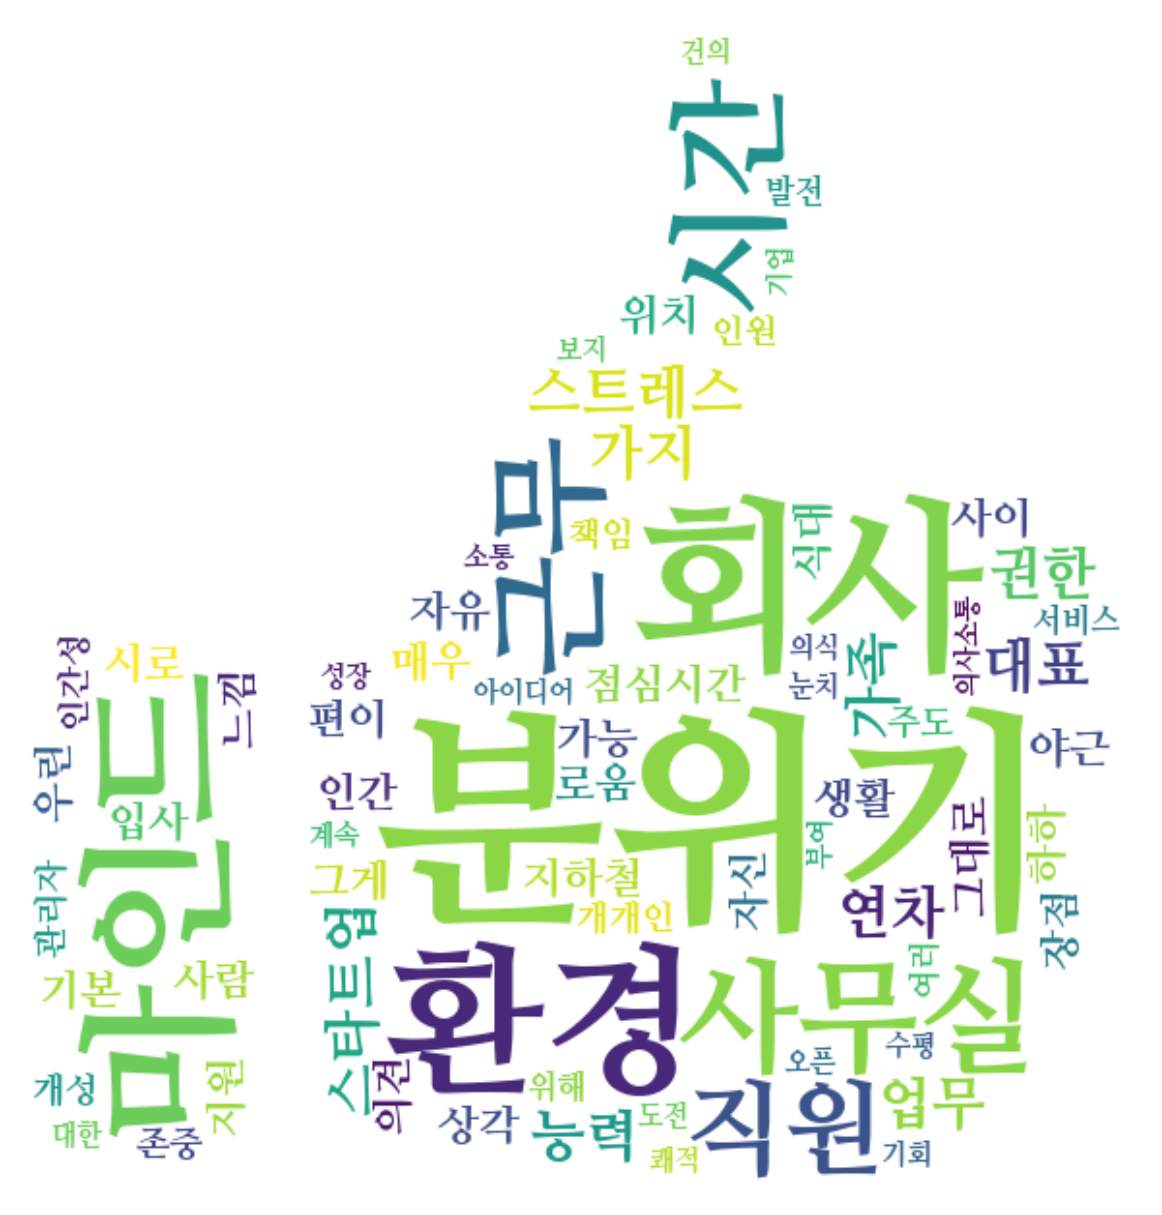 건의
시간
발전
기업
위치
인원
보지
스트레스
가지
근무
회사
식대
사이
책임
소통
권한
자유
서비스
의사소통
인간성
시로
느낌
매우
성장
아이디어
점심시간
의식
눈치
가족
대표
마인드
편이
분위기
가능
주도
야근
우린
입사
인간
로움
생활
계속
부여
그대로
하하
관리자
그게
지하철
개개인
자신
연차
장점
기본
사람
스타트업
환경
사무실
여러
개성
지원
의견
위해
오픈
수평
대한
존중
상각
능력
도전
쾌적
직원
업무
기회